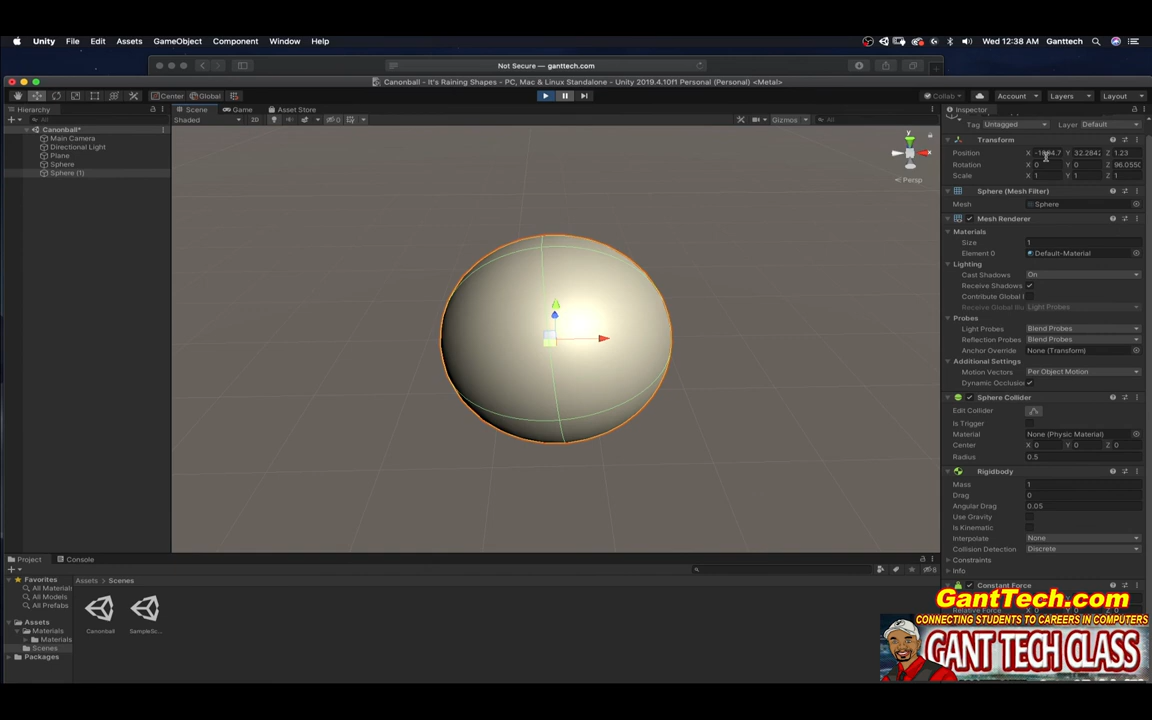 Unity File Edit Assets GameObject Component Window Help
Wed 12:38 AM Ganttech
Not Secure — ganttech.com
Canonball - It's Raining Shapes - PC, Mac & Linux Standalone - Unity 2019.4.10f1 Personal (Personal) <Metal>
Center Global
Collab Account Layers Layout
Hierarchy
All
Canonball*
Main Camera
Directional Light
Plane
Sphere
Sphere (1)
Scene Game Asset Store
Shaded 2D 0 Gizmos All
y
x
Persp
Inspector
Tag Untagged Layer Default
Transform
Position X Y 32.2842 Z 1.23
Rotation X 0 Y 0 Z 96.0550
Scale X 1 Y 1 Z 1
Sphere (Mesh Filter)
Mesh Sphere
Mesh Renderer
Materials
Size 1
Element 0 Default-Material
Lighting
Cast Shadows On
Receive Shadows
Contribute Global I
Receive Global Illu Light Probes
Probes
Light Probes Blend Probes
Reflection Probes Blend Probes
Anchor Override None (Transform)
Additional Settings
Motion Vectors Per Object Motion
Dynamic Occlusion
Sphere Collider
Edit Collider
Is Trigger
Material None (Physic Material)
Center X 0 Y 0 Z 0
Radius 0.5
Rigidbody
Mass 1
Drag 0
Angular Drag 0.05
Use Gravity
Is Kinematic
Interpolate None
Collision Detection Discrete
Constraints
Info
Constant Force
Relative Force
Project Console
Favorites
All Materials
All Models
All Prefabs
Assets
Materials
Materials
Scenes
Packages
Assets > Scenes
Canonball
SampleSc...
8
GantTech.com
CONNECTING STUDENTS TO CAREERS IN COMPUTERS
GANT TECH CLASS